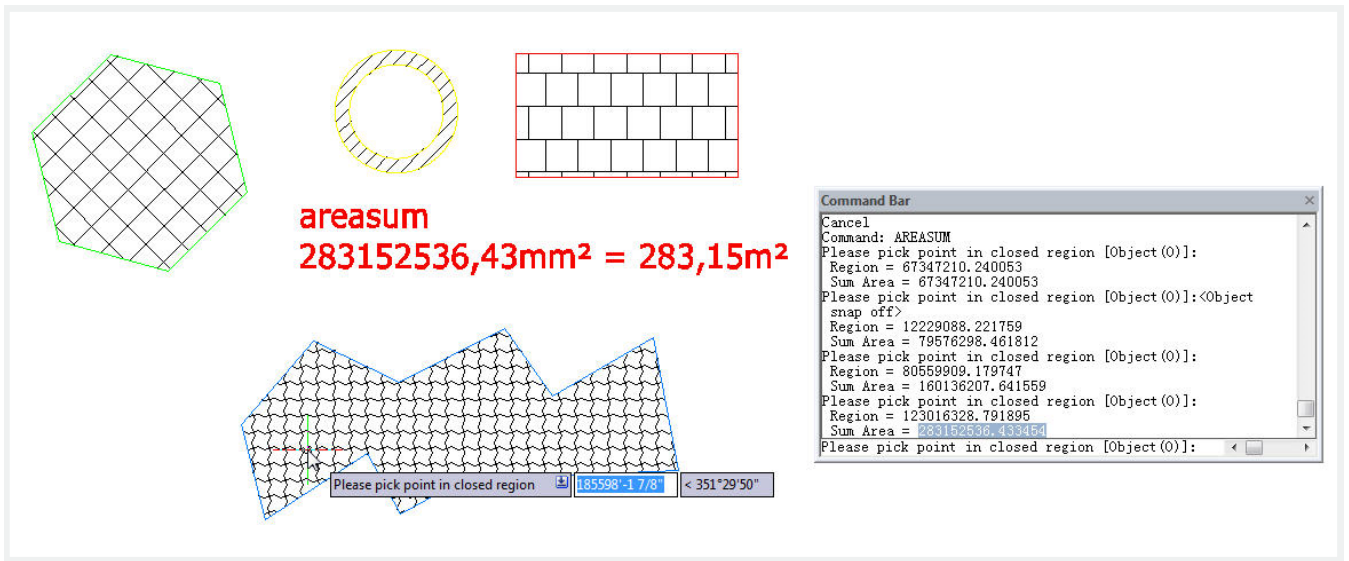 areasum
283152536,43mm² = 283,15m²
Command Bar
Cancel
Command: AREASUM
Please pick point in closed region [Object(O)]:
Region = 67347210.240053
Sum Area = 67347210.240053
Please pick point in closed region [Object(O)]:<Object
snap off>
Region = 12229088.221759
Sum Area = 79576298.461812
Please pick point in closed region [Object(O)]:
Region = 80559909.179747
Sum Area = 160136207.641559
Please pick point in closed region [Object(O)]:
Region = 123016328.791895
Sum Area = 283152536.433454
Please pick point in closed region [Object(O)]:
Please pick point in closed region 185598'-1 7/8" < 351°29'50"